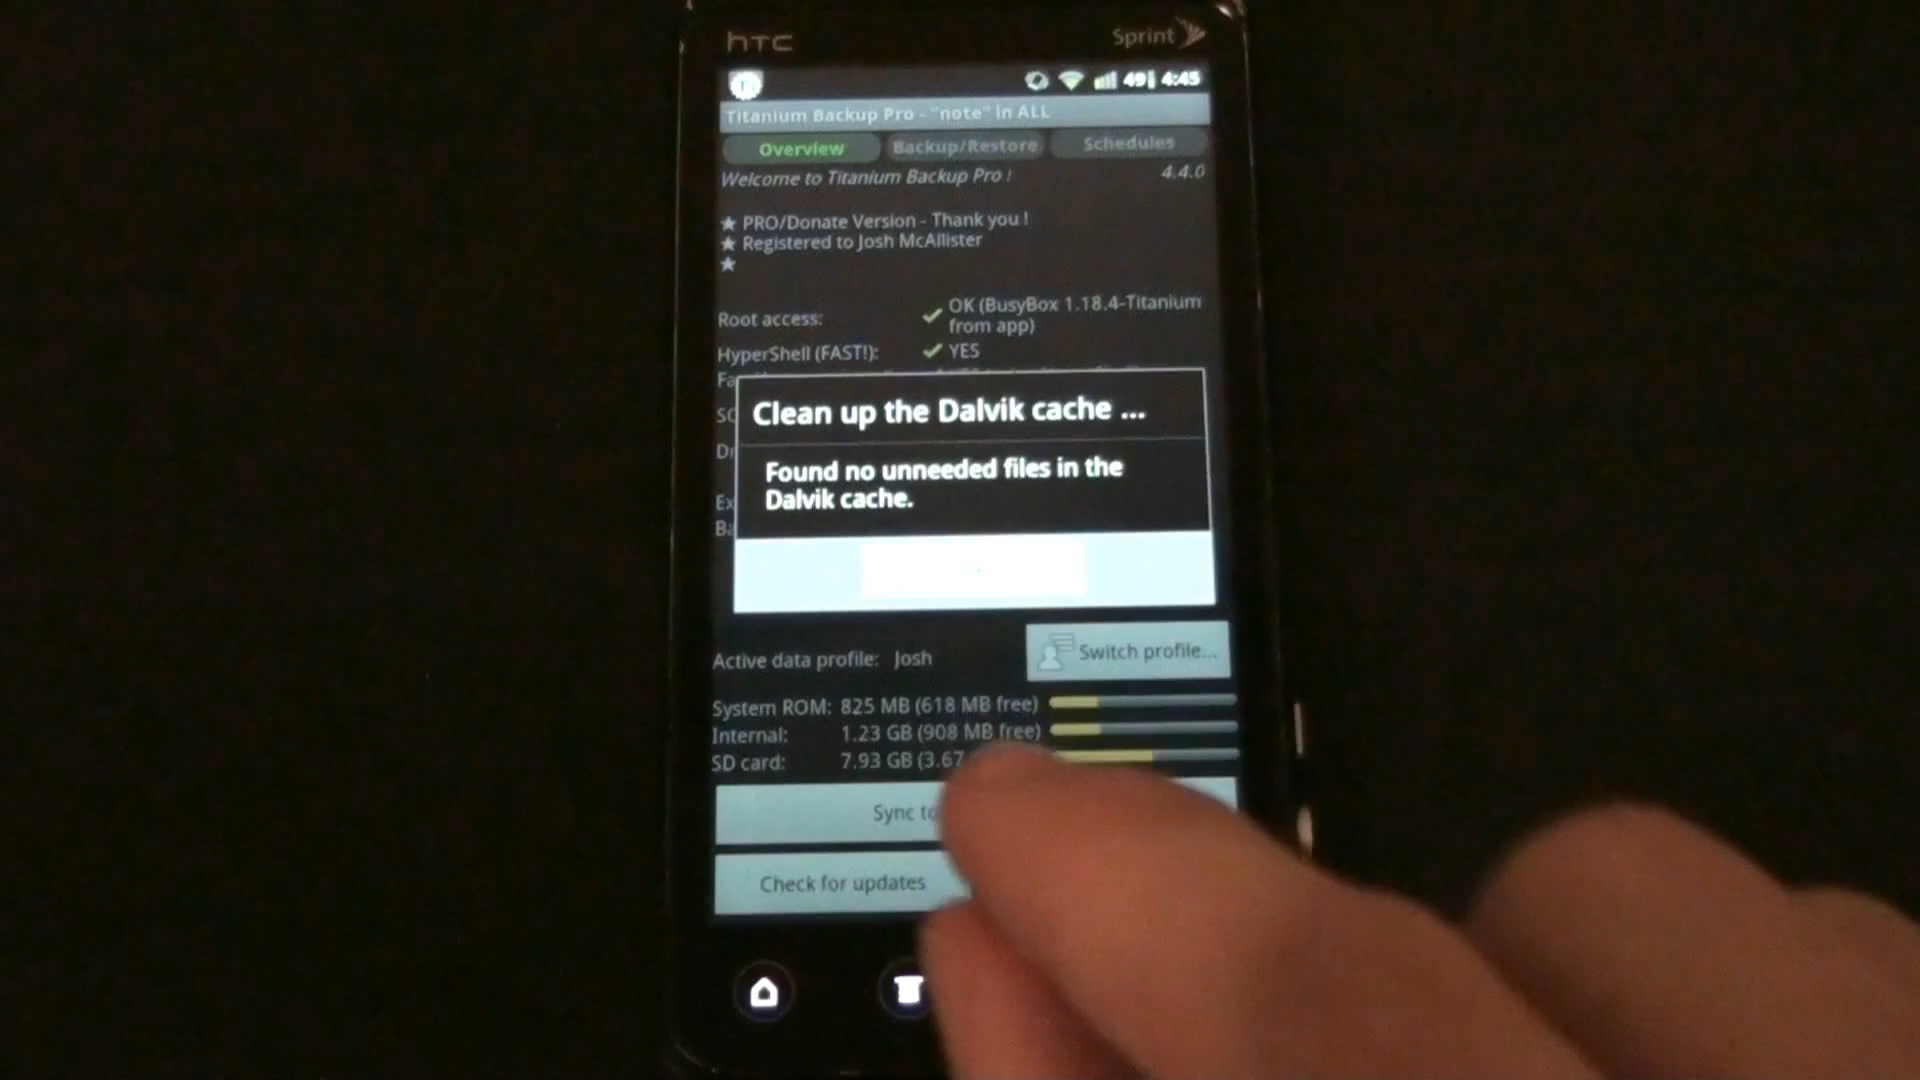 hTC
Sprint
49 4:45
Titanium Backup Pro - "note" in ALL
Overview
Backup/Restore
Schedules
Welcome to Titanium Backup Pro !
4.4.0
★ PRO/Donate Version - Thank you !
★ Registered to Josh McAllister
★
Root access:
OK (BusyBox 1.18.4-Titanium
from app)
HyperShell (FAST!):
YES
Clean up the Dalvik cache ...
Found no unneeded files in the
Dalvik cache.
Active data profile: Josh
Switch profile...
System ROM: 825 MB (618 MB free)
Internal: 1.23 GB (908 MB free)
SD card: 7.93 GB (3.67
Sync to
Check for updates